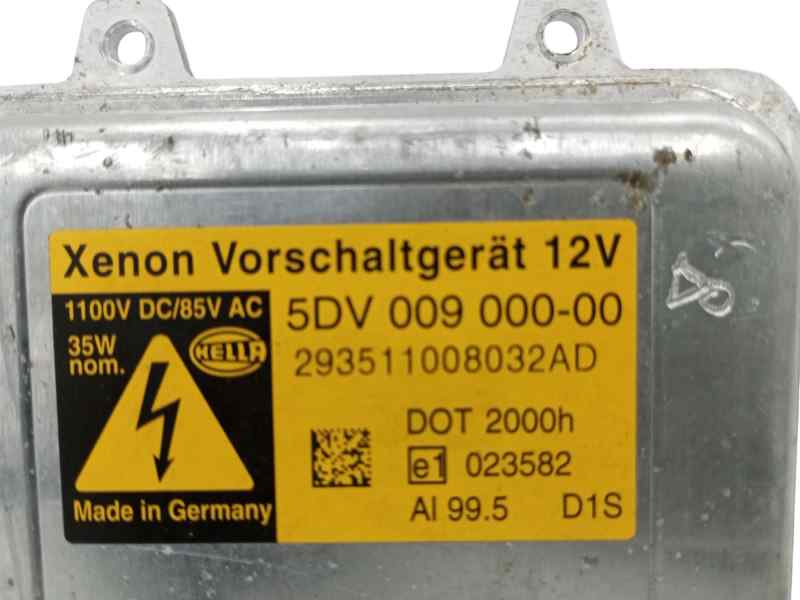 Xenon Vorschaltgerät 12V
1100V DC/85V AC
5DV 009 000-00
35W
nom.
HELLA
293511008032AD
DOT 2000h
e1 023582
Al 99.5 D1S
Made in Germany